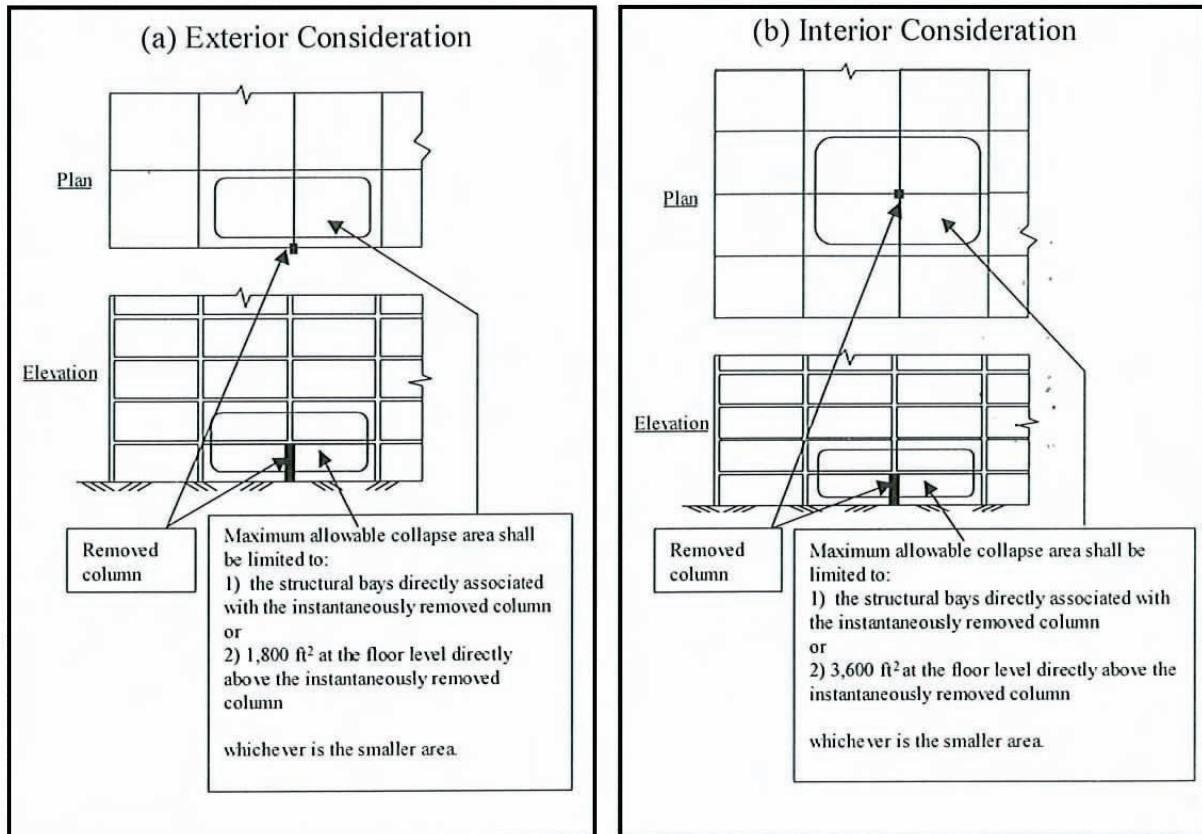 (a) Exterior Consideration
Plan
Elevation
Removed
column
Maximum allowable collapse area shall
be limited to:
1) the structural bays directly associated
with the instantaneously removed column
or
2) 1,800 ft² at the floor level directly
above the instantaneously removed
column
whichever is the smaller area.
(b) Interior Consideration
Plan
Elevation
Removed
column
Maximum allowable collapse area shall be
limited to:
1) the structural bays directly associated with
the instantaneously removed column
or
2) 3,600 ft² at the floor level directly above the
instantaneously removed column
whichever is the smaller area.